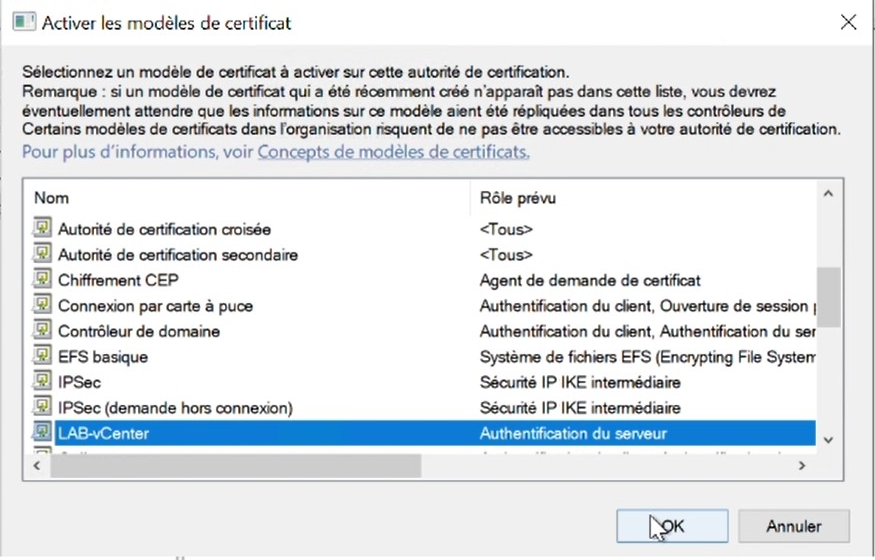 Activer les modèles de certificat
Sélectionnez un modèle de certificat à activer sur cette autorité de certification.
Remarque : si un modèle de certificat qui a été récemment créé n'apparaît pas dans cette liste, vous devrez
éventuellement attendre que les informations sur ce modèle aient été répliquées dans tous les contrôleurs de
Certains modèles de certificats dans l'organisation risquent de ne pas être accessibles à votre autorité de certification.
Pour plus d'informations, voir Concepts de modèles de certificats.
Nom Rôle prévu
Autorité de certification croisée <Tous>
Autorité de certification secondaire <Tous>
Chiffrement CEP Agent de demande de certificat
Connexion par carte à puce Authentification du client, Ouverture de session
Contrôleur de domaine Authentification du client, Authentification du ser
EFS basique Système de fichiers EFS (Encrypting File System
IPSec Sécurité IP IKE intermédiaire
IPSec (demande hors connexion) Sécurité IP IKE intermédiaire
LAB-vCenter Authentification du serveur
OK Annuler